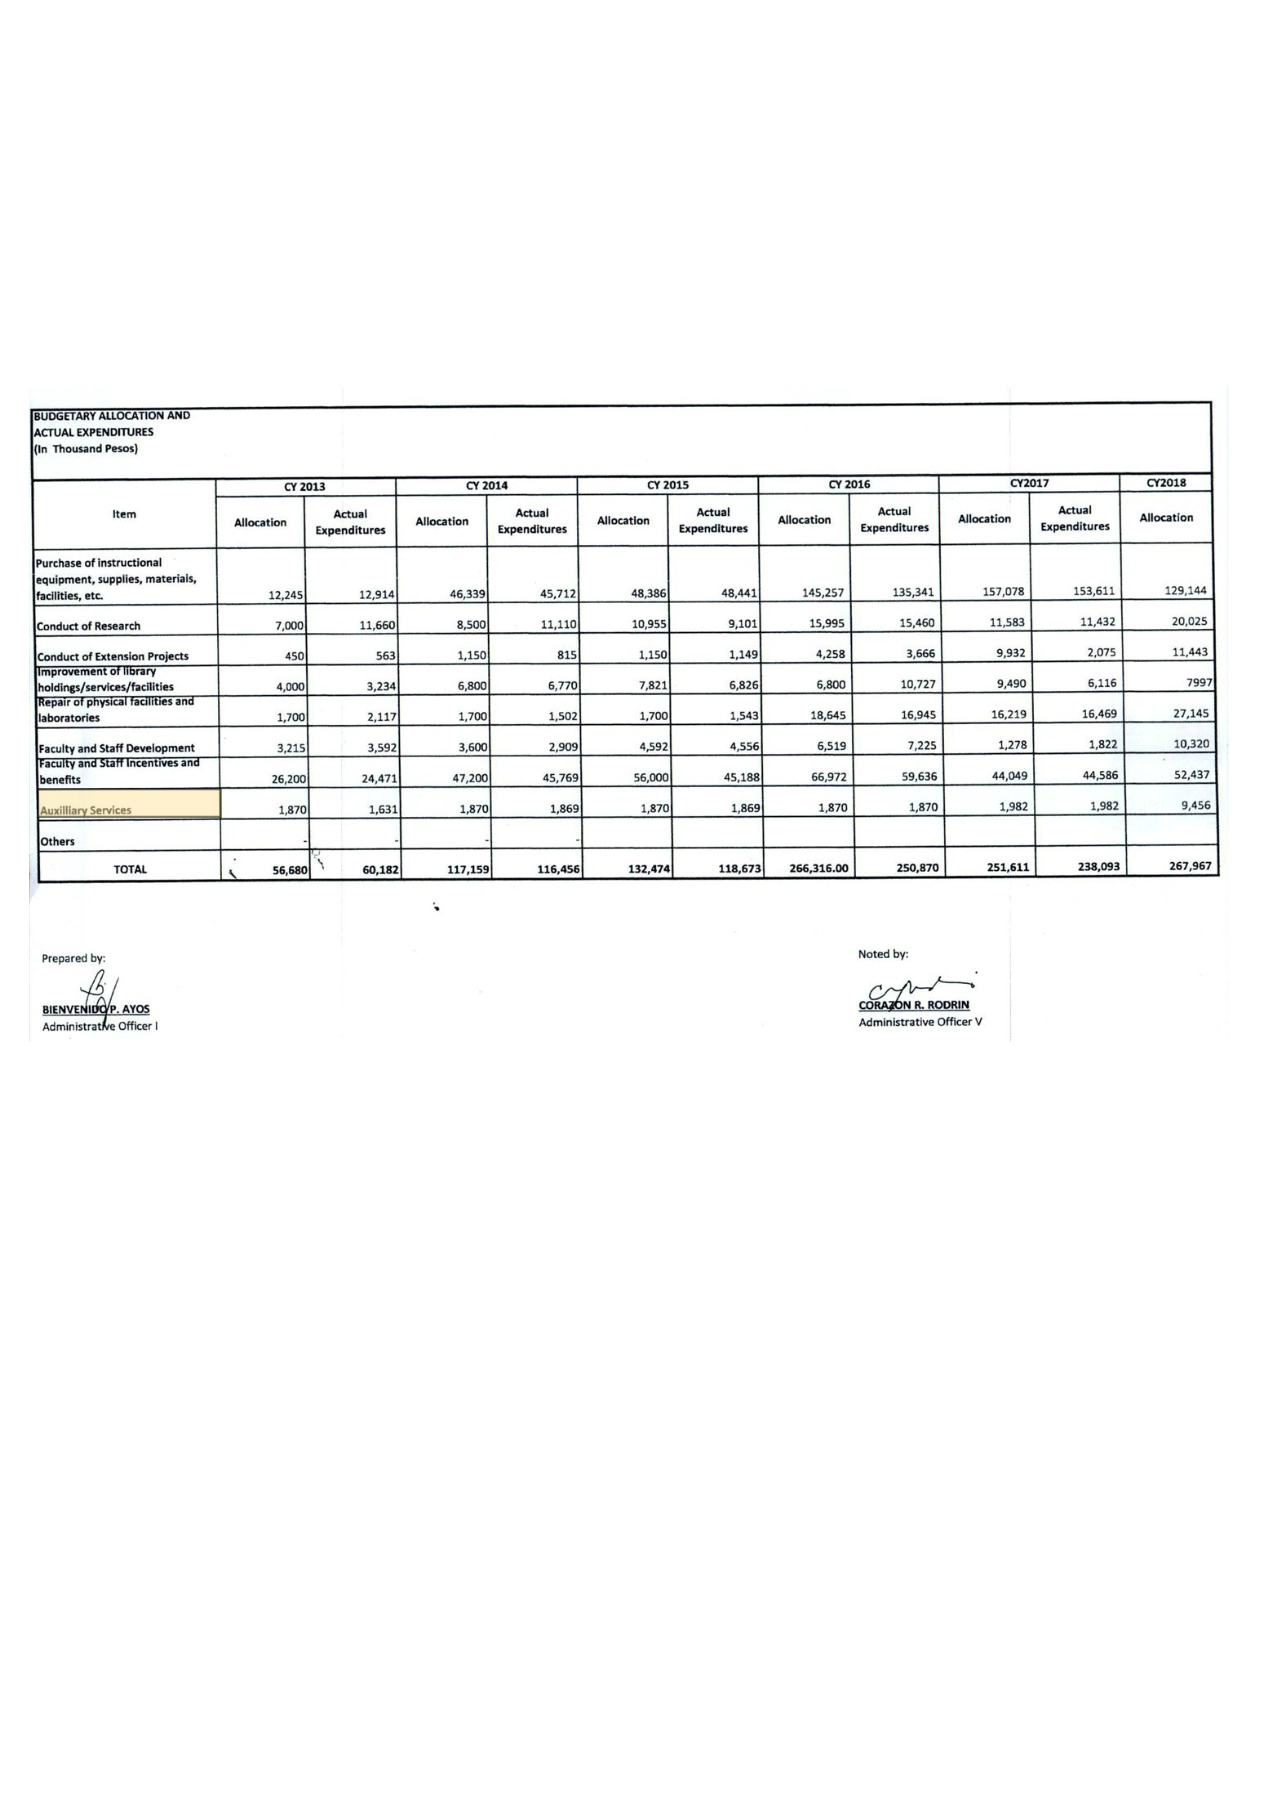 BUDGETARY ALLOCATION AND
ACTUAL EXPENDITURES
(In Thousand Pesos)
Item CY 2013 CY 2014 CY 2015 CY 2016 CY2017 CY2018
Allocation Actual Expenditures Allocation Actual Expenditures Allocation Actual Expenditures Allocation Actual Expenditures Allocation Actual Expenditures Allocation
Purchase of instructional
equipment, supplies, materials,
facilities, etc. 12,245 12,914 46,339 45,712 48,386 48,441 145,257 135,341 157,078 153,611 129,144
Conduct of Research 7,000 11,660 8,500 11,110 10,955 9,101 15,995 15,460 11,583 11,432 20,025
Conduct of Extension Projects 450 563 1,150 815 1,150 1,149 4,258 3,666 9,932 2,075 11,443
Improvement of library
holdings/services/facilities 4,000 3,234 6,800 6,770 7,821 6,826 6,800 10,727 9,490 6,116 7997
Repair of physical facilities and
laboratories 1,700 2,117 1,700 1,502 1,700 1,543 18,645 16,945 16,219 16,469 27,145
Faculty and Staff Development 3,215 3,592 3,600 2,909 4,592 4,556 6,519 7,225 1,278 1,822 10,320
Faculty and Staff Incentives and
benefits 26,200 24,471 47,200 45,769 56,000 45,188 66,972 59,636 44,049 44,586 52,437
Auxilliary Services 1,870 1,631 1,870 1,869 1,870 1,869 1,870 1,870 1,982 1,982 9,456
Others - - - -
TOTAL 56,680 60,182 117,159 116,456 132,474 118,673 266,316.00 250,870 251,611 238,093 267,967
Prepared by: Noted by:
BIENVENIDO P. AYOS CORAZON R. RODRIN
Administrative Officer I Administrative Officer V